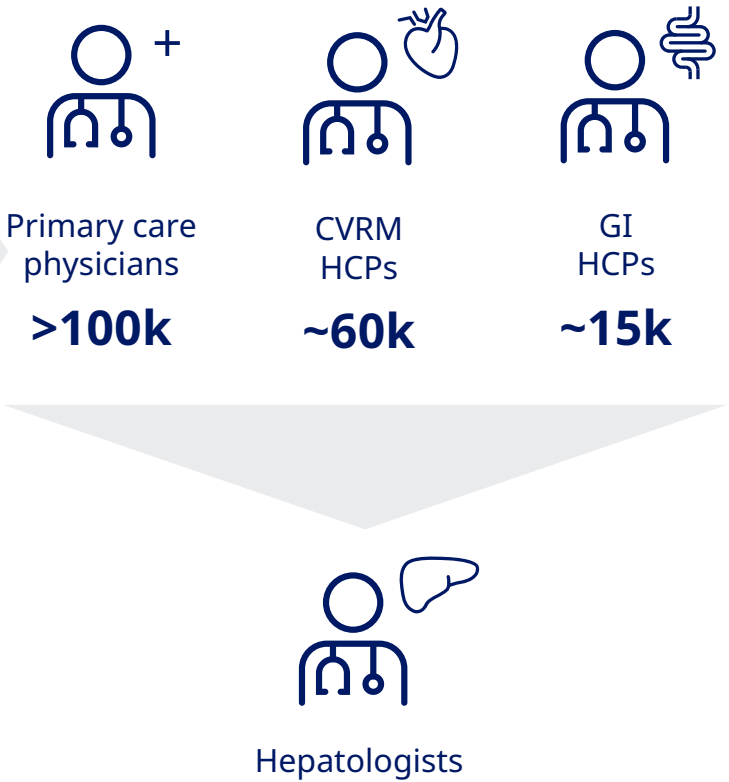 Primary care
physicians
>100k
CVRM
HCPs
~60k
GI
HCPs
~15k
Hepatologists